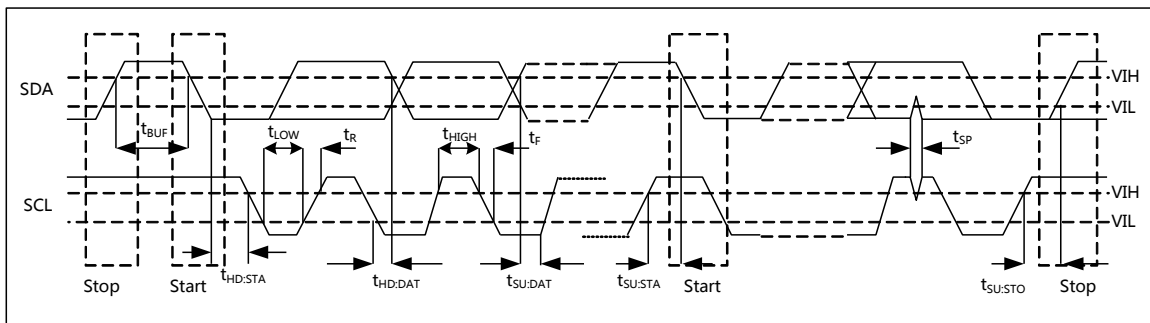 SDA
VIH
VIL
tBUF
tLOW
tR
tHIGH
tF
tSP
SCL
VIH
VIL
tHD:STA
tHD:DAT
tSU:DAT
tSU:STA
tSU:STO
Stop
Start
Start
Stop